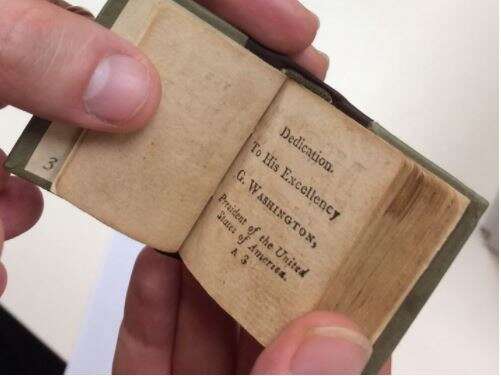 3
Dedication.
To His Excellency
G. WASHINGTON,
President of the United
States of America.
A 3